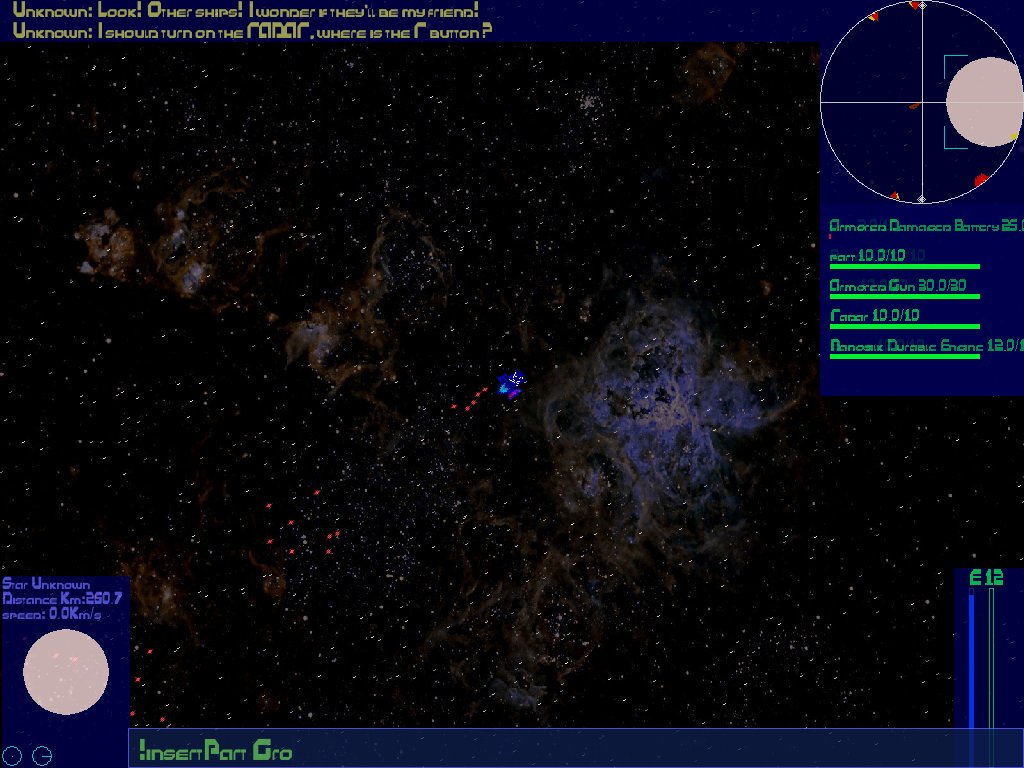 Unknown: Look! Other ships! I wonder if they'll be my friend!
Unknown: I should turn on the RADAR, where is the R button?
Armored Damaged Battery 25.0
Part 10.0/10
Armored Gun 30.0/30
Radar 10.0/10
Engine 12.0/1
Star Unknown
Distance Km:260.7
speed: 0.0Km/s
E 12
!insertPart Gro